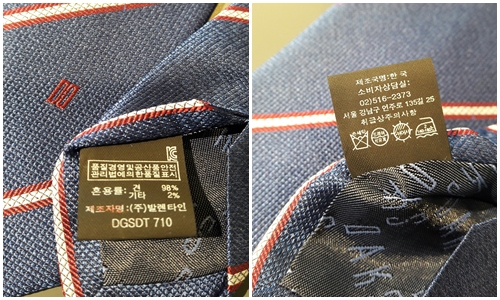 품질경영및공산품안전
관리법에의한품질표시
혼용률: 견 98%
기타 2%
제조자명:(주)발렌타인
DGSDT 710
제조국명:한 국
소비자상담실:
02)516-2373
서울 강남구 언주로 135길 25
취급상주의사항